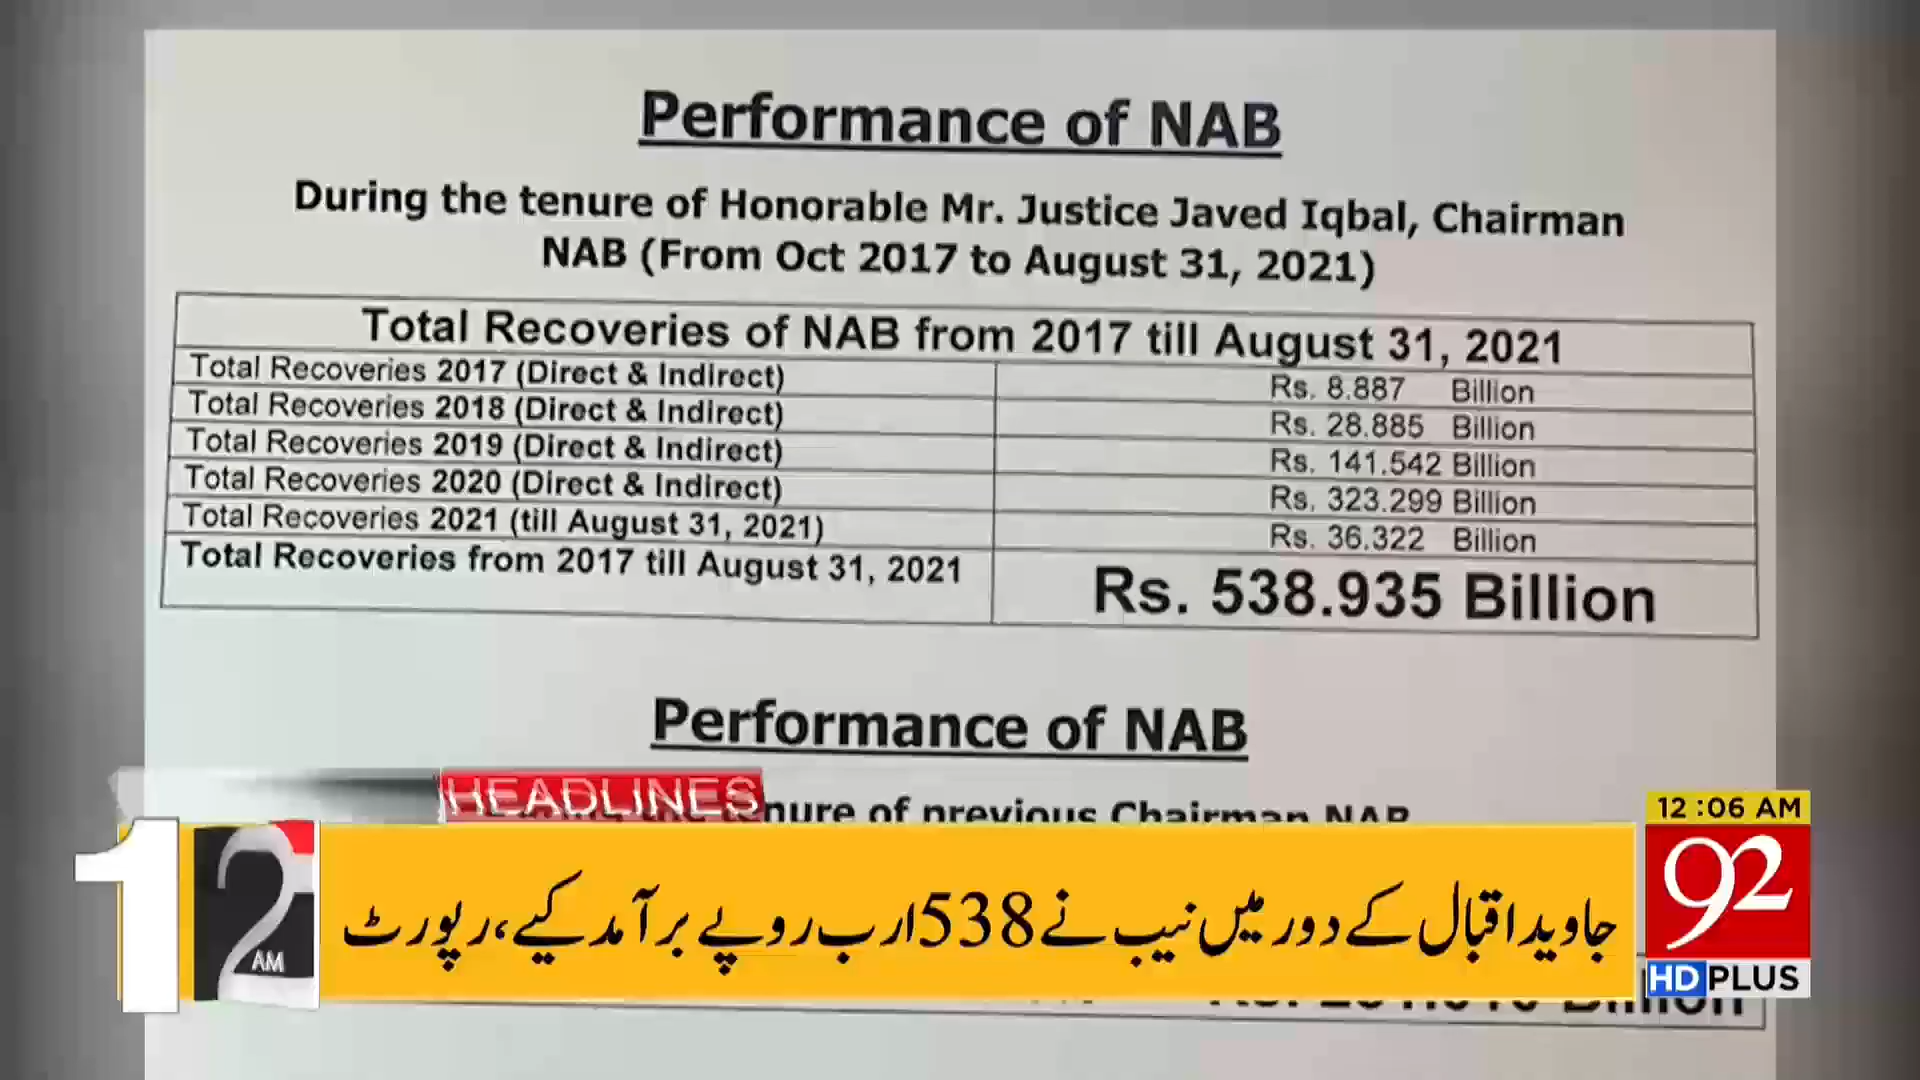 Performance of NAB
During the tenure of Honorable Mr. Justice Javed Iqbal, Chairman
NAB (From Oct 2017 to August 31, 2021)
Total Recoveries of NAB from 2017 till August 31, 2021
Total Recoveries 2017 (Direct & Indirect) Rs. 8.887 Billion
Total Recoveries 2018 (Direct & Indirect) Rs. 28.885 Billion
Total Recoveries 2019 (Direct & Indirect) Rs. 141.542 Billion
Total Recoveries 2020 (Direct & Indirect) Rs. 323.299 Billion
Total Recoveries 2021 (till August 31, 2021) Rs. 36.322 Billion
Total Recoveries from 2017 till August 31, 2021 Rs. 538.935 Billion
Performance of NAB
HEADLINES
of previous Chairman NAB
12:06 AM
12 AM
جاوید اقبال کے دور میں نیب نے 538 ارب روپے برآمد کیے، رپورٹ
92
HD PLUS
Billion